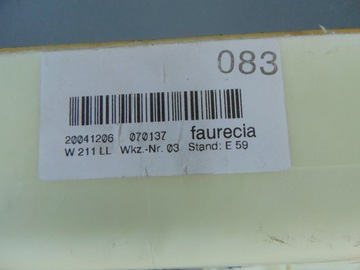 083
20041206 070137 faurecia
W 211 LL Wkz.-Nr. 03 Stand: E 59